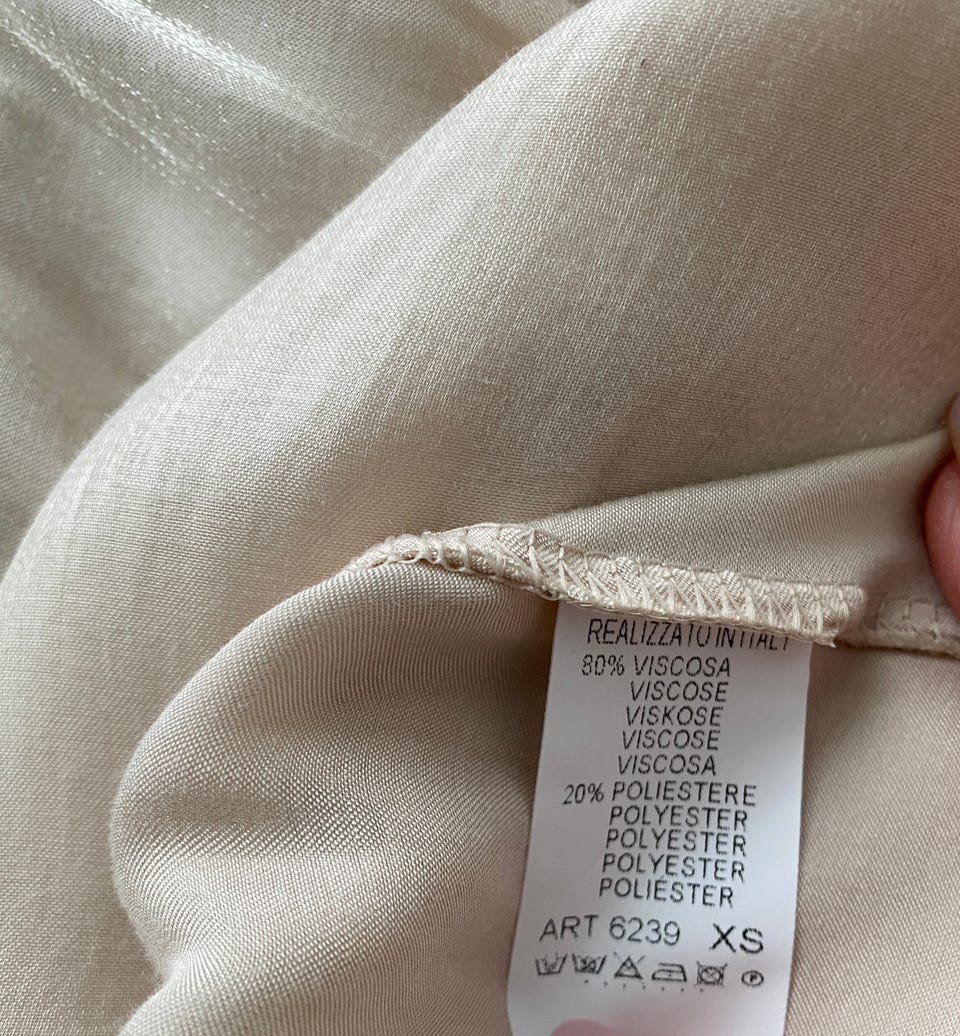 REALIZZATO IN ITALY
80% VISCOSA
VISCOSE
VISKOSE
VISCOSE
VISCOSA
20% POLIESTERE
POLYESTER
POLYESTER
POLYESTER
POLIÉSTER
ART 6239 XS